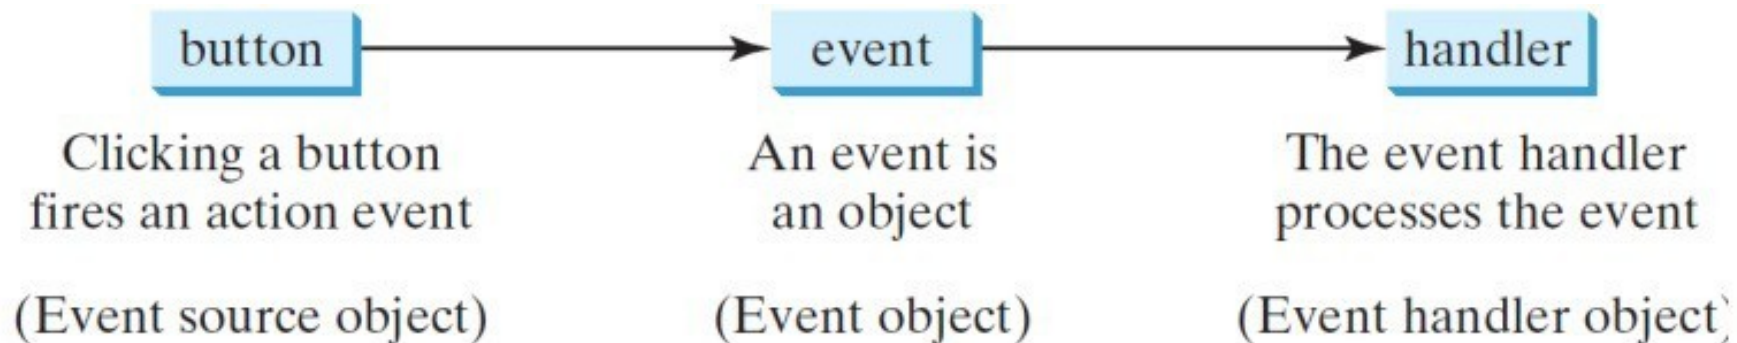 button
event
handler
Clicking a button
fires an action event
An event is
an object
The event handler
processes the event
(Event source object)
(Event object)
(Event handler object)